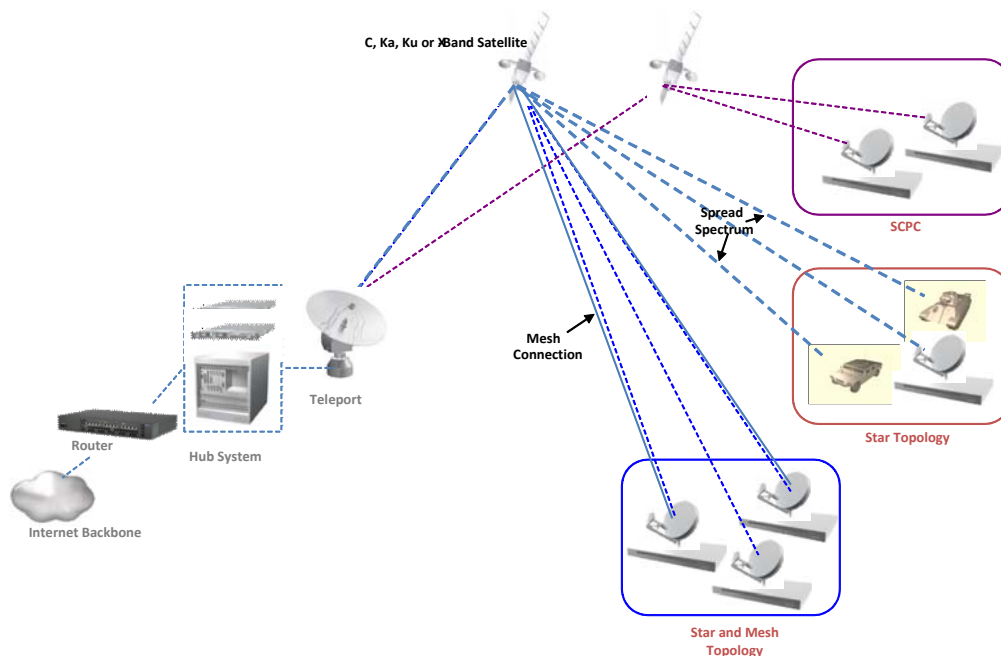 C, Ka, Ku or XBand Satellite
SCPC
Spread
Spectrum
Mesh
Connection
Star Topology
Teleport
Router
Hub System
Internet Backbone
Star and Mesh
Topology